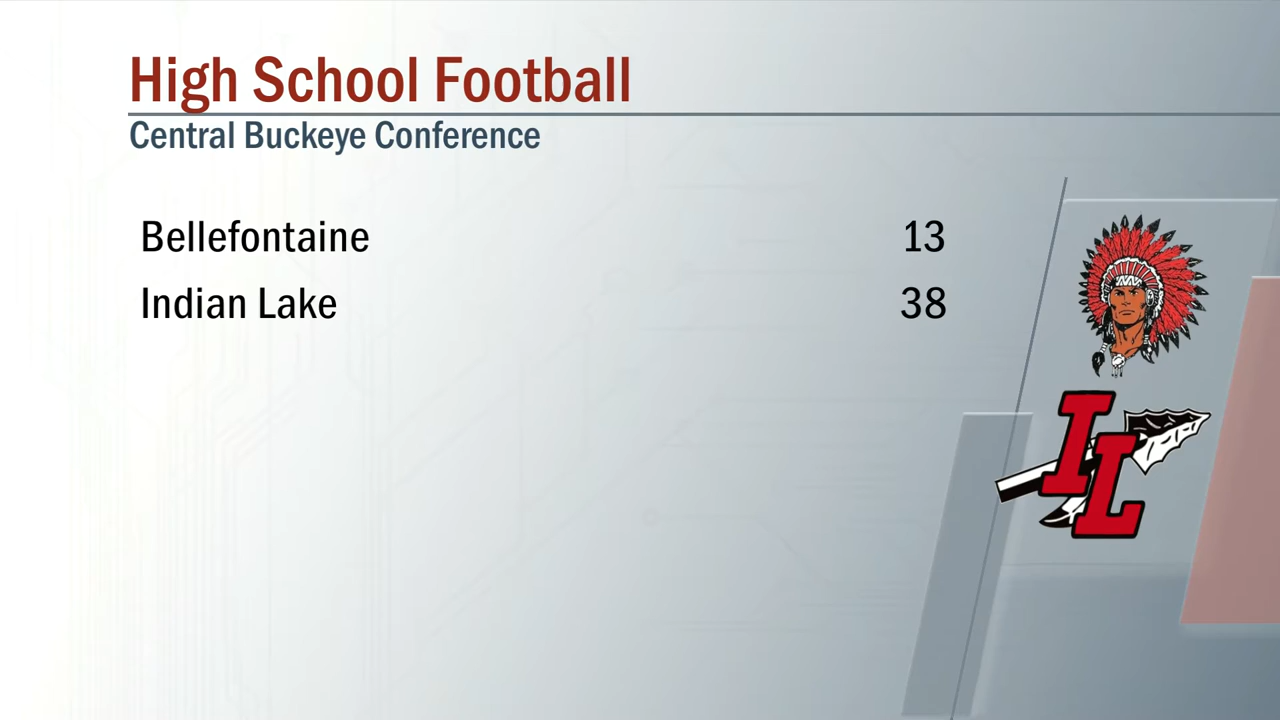 High School Football
Central Buckeye Conference
Bellefontaine 13
Indian Lake 38
IL